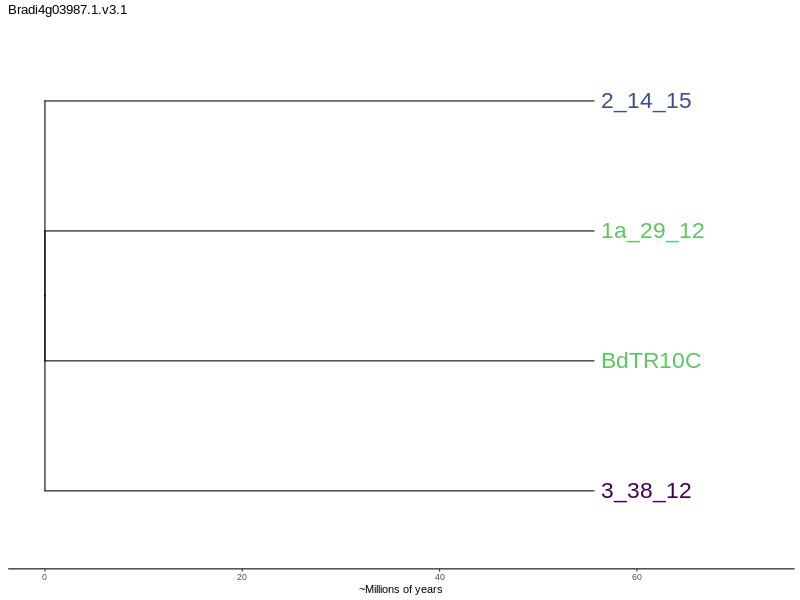 Bradi4g03987.1.v3.1
2_14_15
1a_29_12
BdTR10C
3_38_12
0 20 40 60
~Millions of years